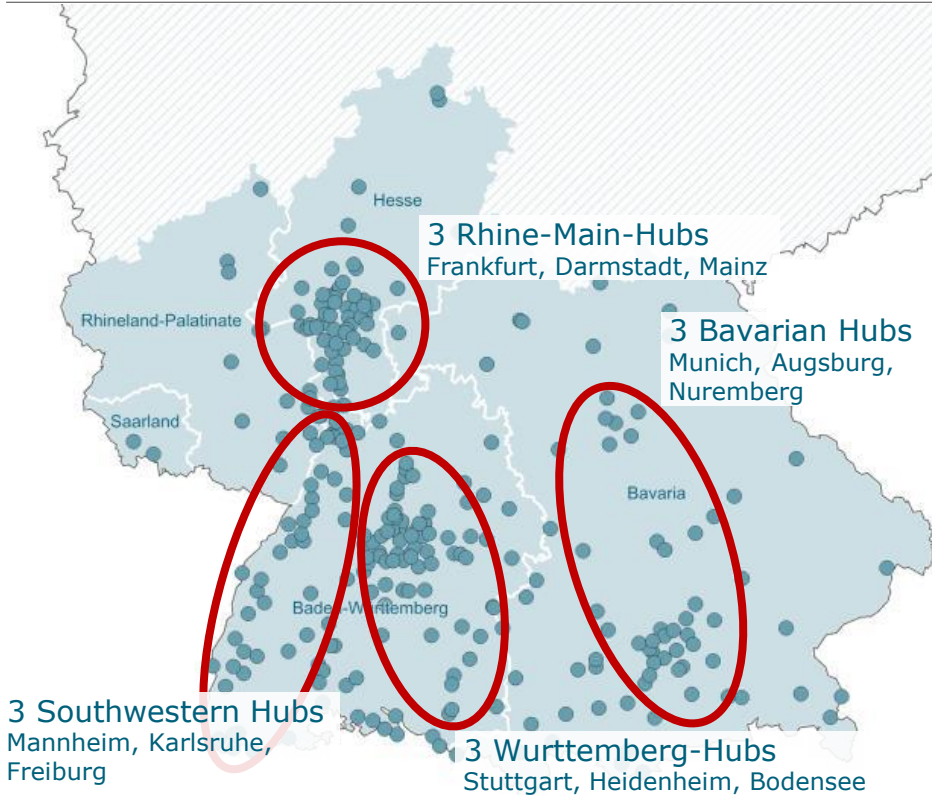 Hesse
3 Rhine-Main-Hubs
Frankfurt, Darmstadt, Mainz
Rhineland-Palatinate
3 Bavarian Hubs
Munich, Augsburg,
Nuremberg
Saarland
Bavaria
Baden-Württemberg
3 Southwestern Hubs
Mannheim, Karlsruhe,
Freiburg
3 Wurttemberg-Hubs
Stuttgart, Heidenheim, Bodensee